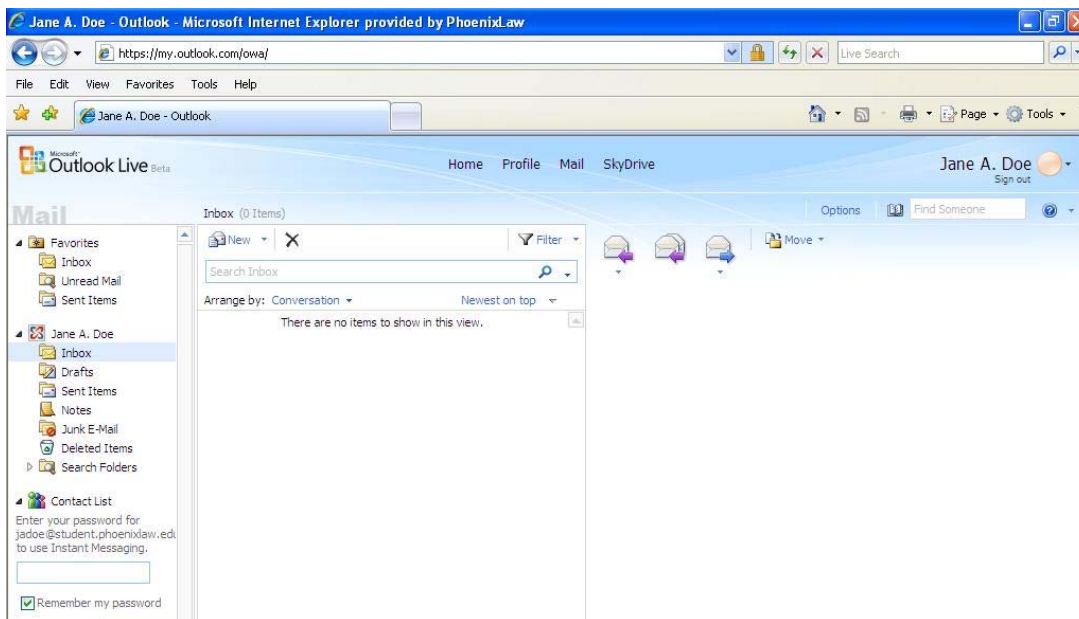 Jane A. Doe - Outlook - Microsoft Internet Explorer provided by PhoenixLaw
https://my.outlook.com/owa/
Live Search
File Edit View Favorites Tools Help
Jane A. Doe - Outlook
Page Tools
Microsoft
Outlook Live Beta
Home Profile Mail SkyDrive
Jane A. Doe
Sign out
Mail
Inbox (0 Items)
Options
Find Someone
Favorites
Inbox
Unread Mail
Sent Items
Jane A. Doe
Inbox
Drafts
Sent Items
Notes
Junk E-Mail
Deleted Items
Search Folders
Contact List
Enter your password for
jadoe@student.phoenixlaw.edu
to use Instant Messaging.
Remember my password
New
Filter
Move
Search Inbox
Arrange by: Conversation
Newest on top
There are no items to show in this view.